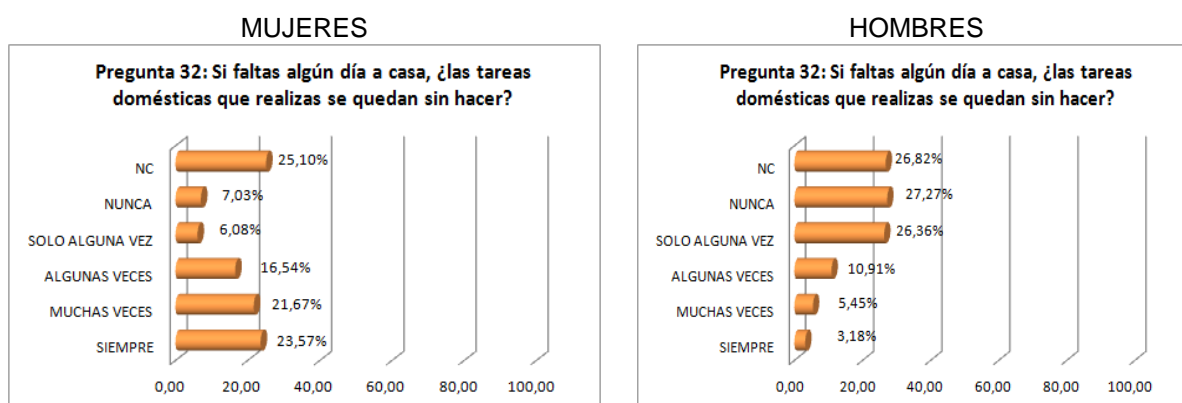 MUJERES
Pregunta 32: Si faltas algún día a casa, ¿las tareas
domésticas que realizas se quedan sin hacer?
NC
25,10%
NUNCA
7,03%
SOLO ALGUNA VEZ
6,08%
ALGUNAS VECES
16,54%
MUCHAS VECES
21,67%
SIEMPRE
23,57%
0,00 20,00 40,00 60,00 80,00 100,00
HOMBRES
Pregunta 32: Si faltas algún día a casa, ¿las tareas
domésticas que realizas se quedan sin hacer?
NC
26,82%
NUNCA
27,27%
SOLO ALGUNA VEZ
26,36%
ALGUNAS VECES
10,91%
MUCHAS VECES
5,45%
SIEMPRE
3,18%
0,00 20,00 40,00 60,00 80,00 100,00